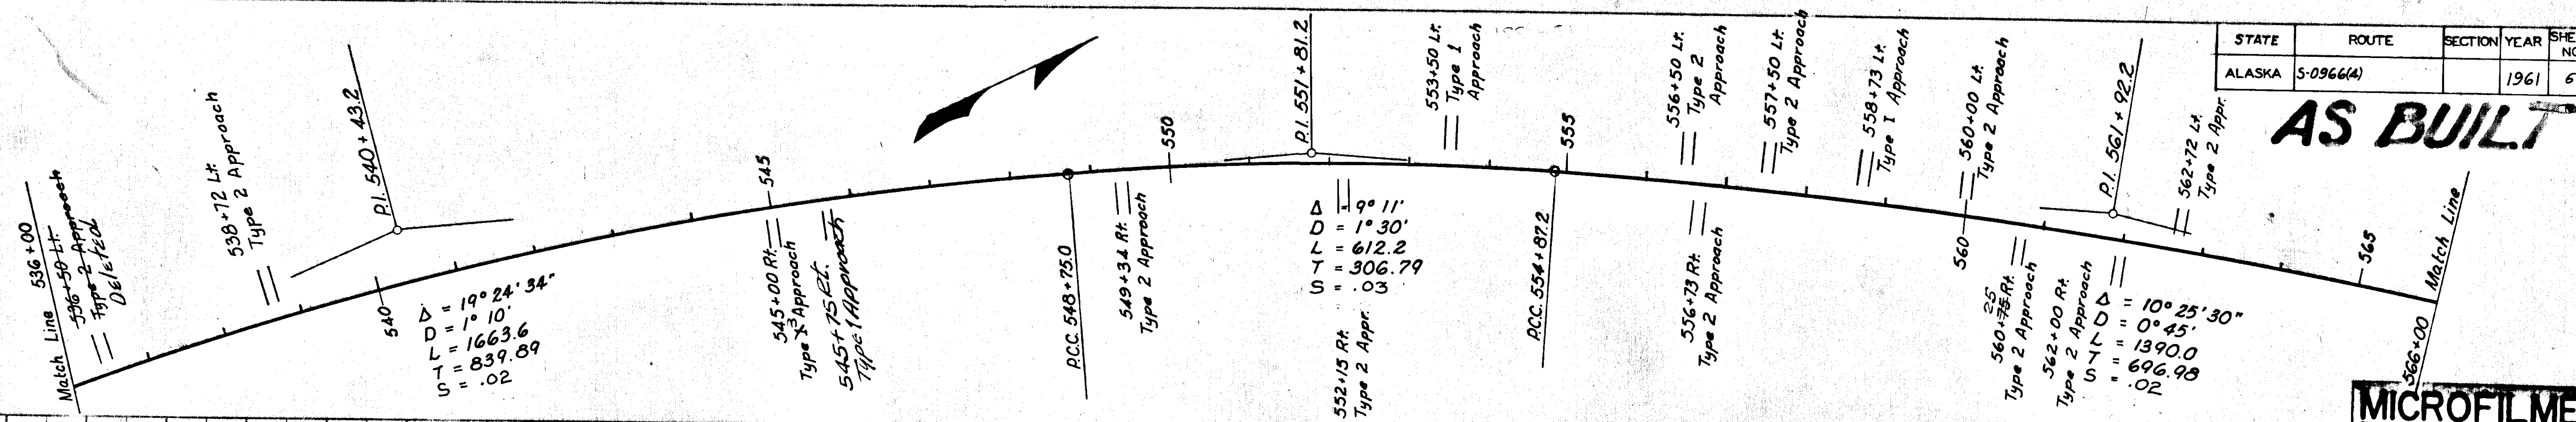 Match Line 536+00
536+50 Lt.
Type 2 Approach
Deleted
538+72 Lt.
Type 2 Approach
P.I. 540+43.2
540
Δ = 19° 24' 34"
D = 1° 10'
L = 1663.6
T = 839.89
S = .02
545
545+00 Rt.
Type 3 Approach
545+75 Rt.
Type 1 Approach
P.C.C. 548+75.0
549+34 Rt.
Type 2 Approach
550
P.I. 551+81.2
Δ = 9° 11'
D = 1° 30'
L = 612.2
T = 306.79
S = .03
552+15 Rt.
Type 2 Appr.
553+50 Lt.
Type 1
Approach
P.C.C. 554+87.2
555
556+50 Lt.
Type 2
Approach
556+73 Rt.
Type 2 Approach
557+50 Lt.
Type 2 Approach
558+73 Lt.
Type 1 Approach
560+00 Lt.
Type 2 Approach
560
25
560+75 Rt.
Type 2 Approach
P.I. 561+92.2
562+00 Rt.
Type 2 Approach
Δ = 10° 25' 30"
D = 0° 45'
L = 1390.0
T = 696.98
S = .02
562+72 Lt.
Type 2 Appr.
565
566+00 Match Line
STATE ROUTE SECTION YEAR SHE
NO
ALASKA S-0966(4) 1961 6
AS BUILT
MICROFILME